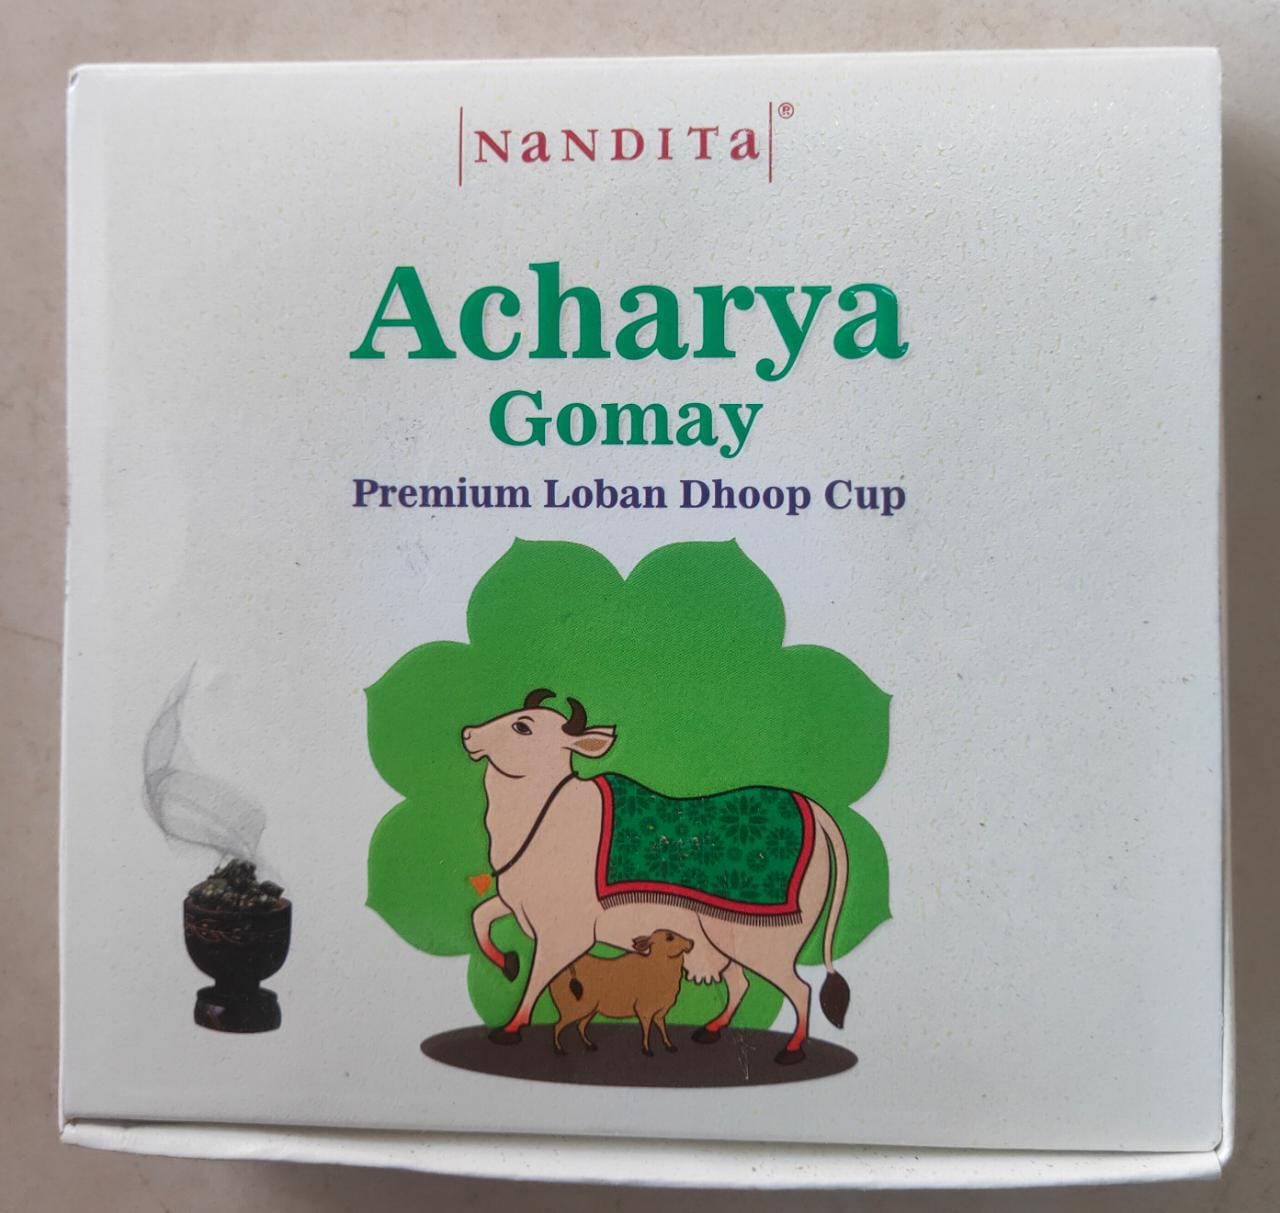 NaNDITa®
Acharya
Gomay
Premium Loban Dhoop Cup